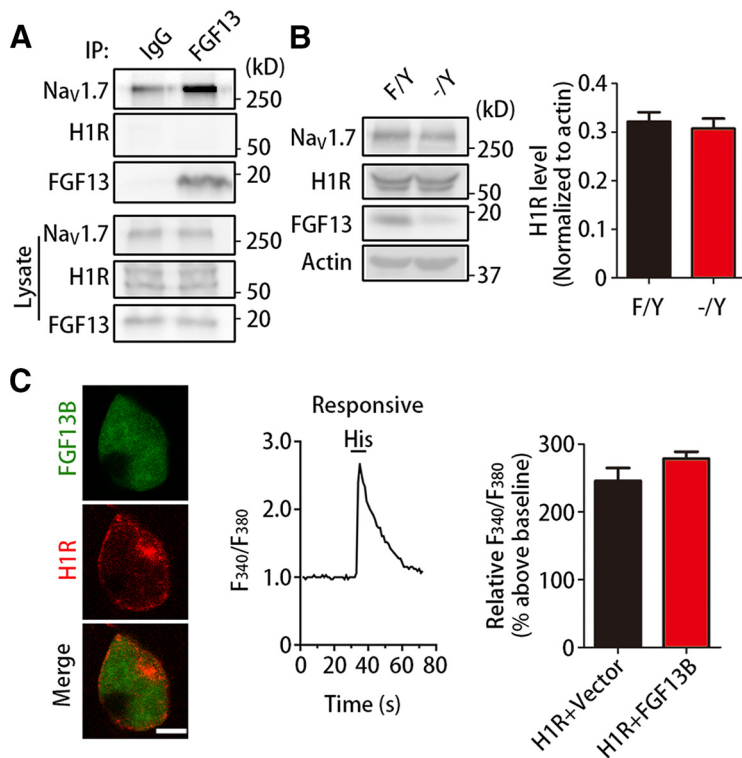 A
IP:
IgG
FGF13
(kD)
NaV1.7
250
H1R
50
FGF13
20
Lysate
NaV1.7
250
H1R
50
FGF13
20
B
F/Y
-/Y
(kD)
NaV1.7
250
H1R
50
FGF13
20
Actin
37
H1R level
(Normalized to actin)
0.4
0.3
0.2
0.1
0
F/Y
-/Y
C
FGF13B
H1R
Merge
Responsive
His
F340/F380
3.0
2.0
1.0
0
0
20
40
60
80
Time (s)
Relative F340/F380
(% above baseline)
300
200
100
0
H1R+Vector
H1R+FGF13B